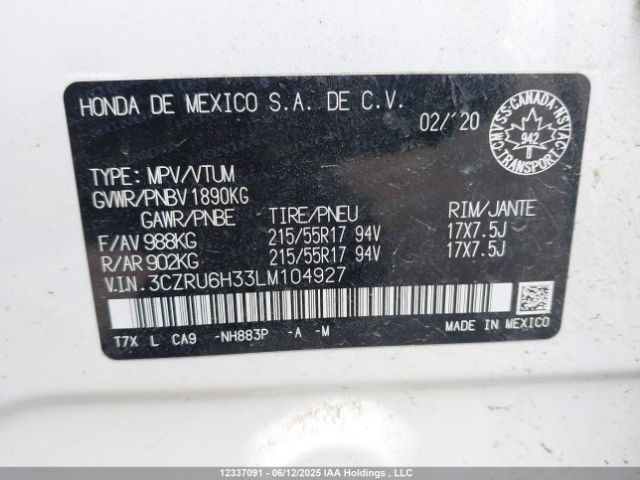 HONDA DE MEXICO S.A. DE C.V.
02/'20
CMVSS-CANADA-NSVAC
942
TRANSPORT
TYPE: MPV/VTUM
GVWR/PNBV 1890KG
GAWR/PNBE TIRE/PNEU RIM/JANTE
F/AV 988KG 215/55R17 94V 17X7.5J
R/AR 902KG 215/55R17 94V 17X7.5J
V.I.N. 3CZRU6H33LM104927
T7X L CA9 -NH883P -A -M
MADE IN MEXICO
12337091 - 06/12/2025 IAA Holdings , LLC